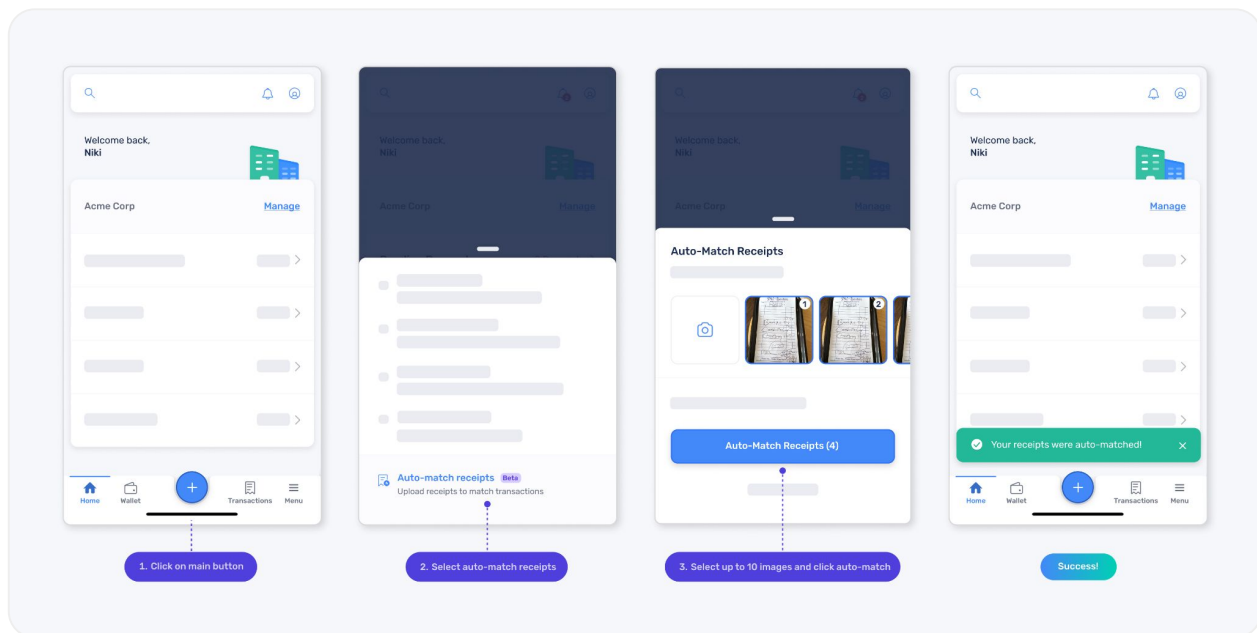 Welcome back,
Niki
Acme Corp
Manage
Home
Wallet
Transactions
Menu
1. Click on main button
Welcome back,
Niki
Acme Corp
Manage
Auto-match receipts Beta
Upload receipts to match transactions
2. Select auto-match receipts
Welcome back,
Niki
Acme Corp
Manage
Auto-Match Receipts
1
2
Auto-Match Receipts (4)
3. Select up to 10 images and click auto-match
Welcome back,
Niki
Acme Corp
Manage
Your receipts were auto-matched!
Home
Wallet
Transactions
Menu
Success!